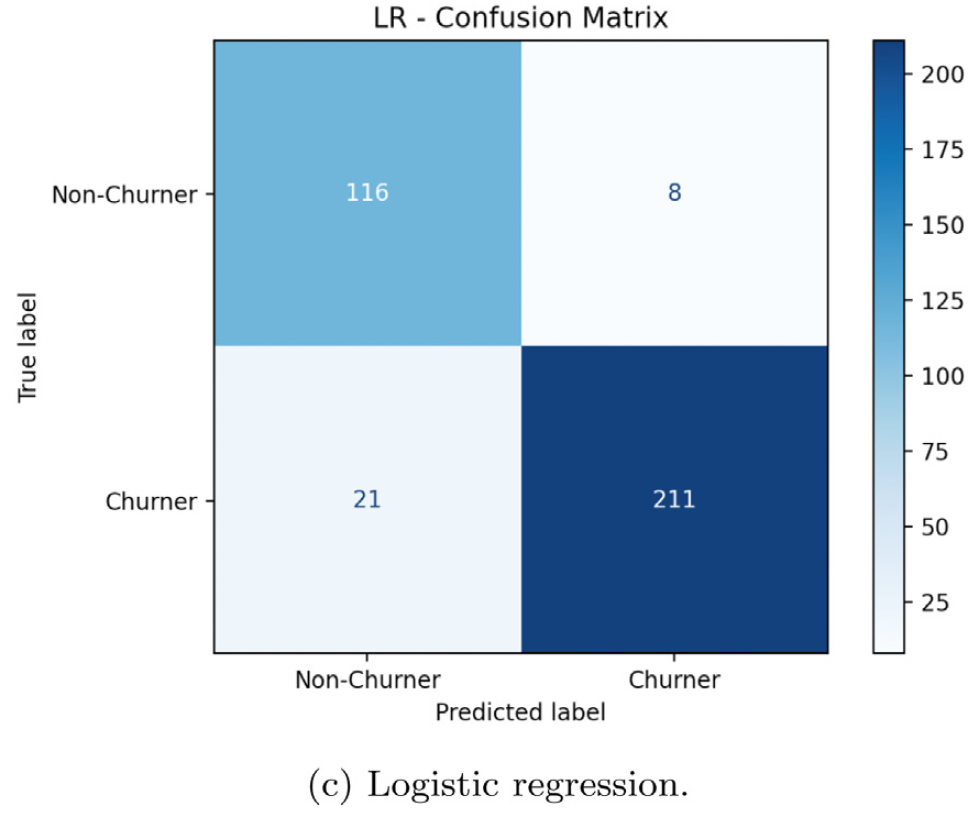 LR - Confusion Matrix
Non-Churner
116
8
Churner
21
211
Non-Churner
Churner
Predicted label
True label
200
175
150
125
100
75
50
25
(c) Logistic regression.